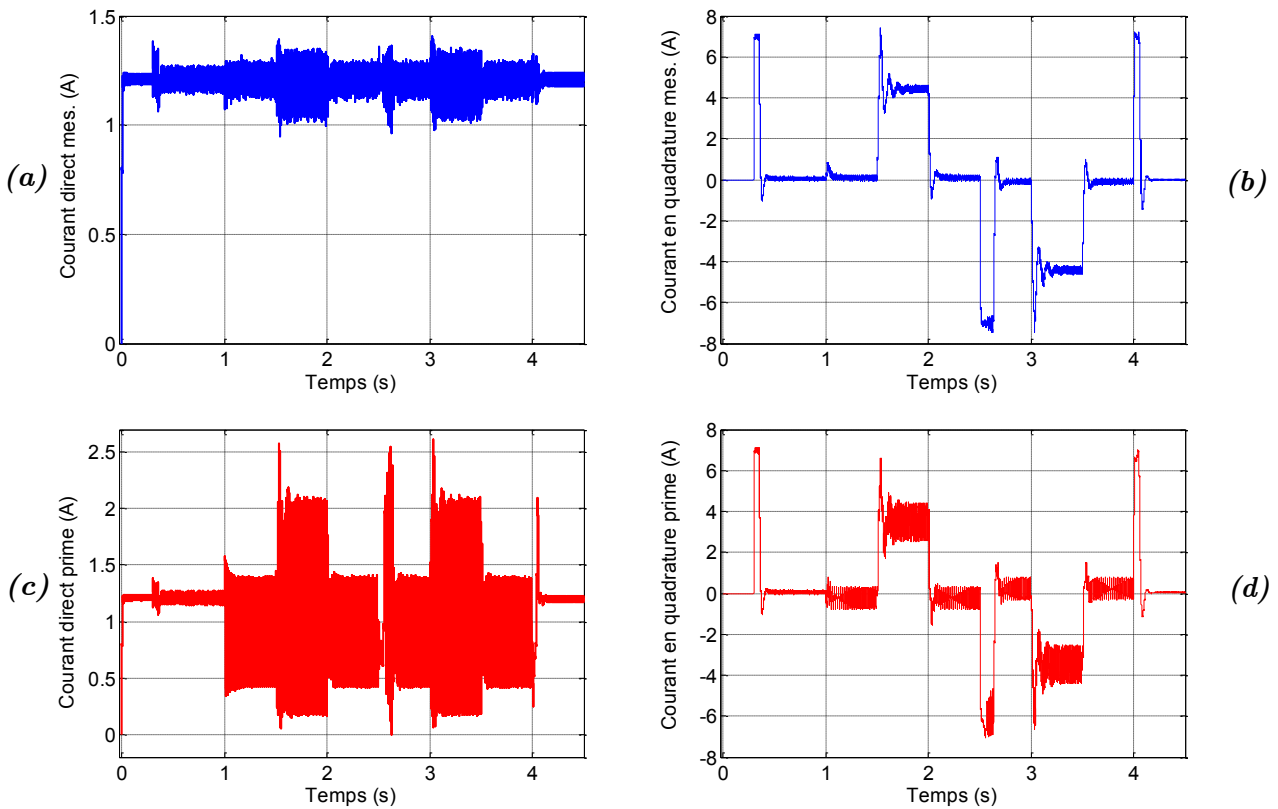 1.5
1
0.5
0
0 1 2 3 4
Temps (s)
Courant direct mes. (A)
(a)
8
6
4
2
0
-2
-4
-6
-8
0 1 2 3 4
Temps (s)
Courant en quadrature mes. (A)
(b)
2.5
2
1.5
1
0.5
0
0 1 2 3 4
Temps (s)
Courant direct prime (A)
(c)
8
6
4
2
0
-2
-4
-6
-8
0 1 2 3 4
Temps (s)
Courant en quadrature prime (A)
(d)